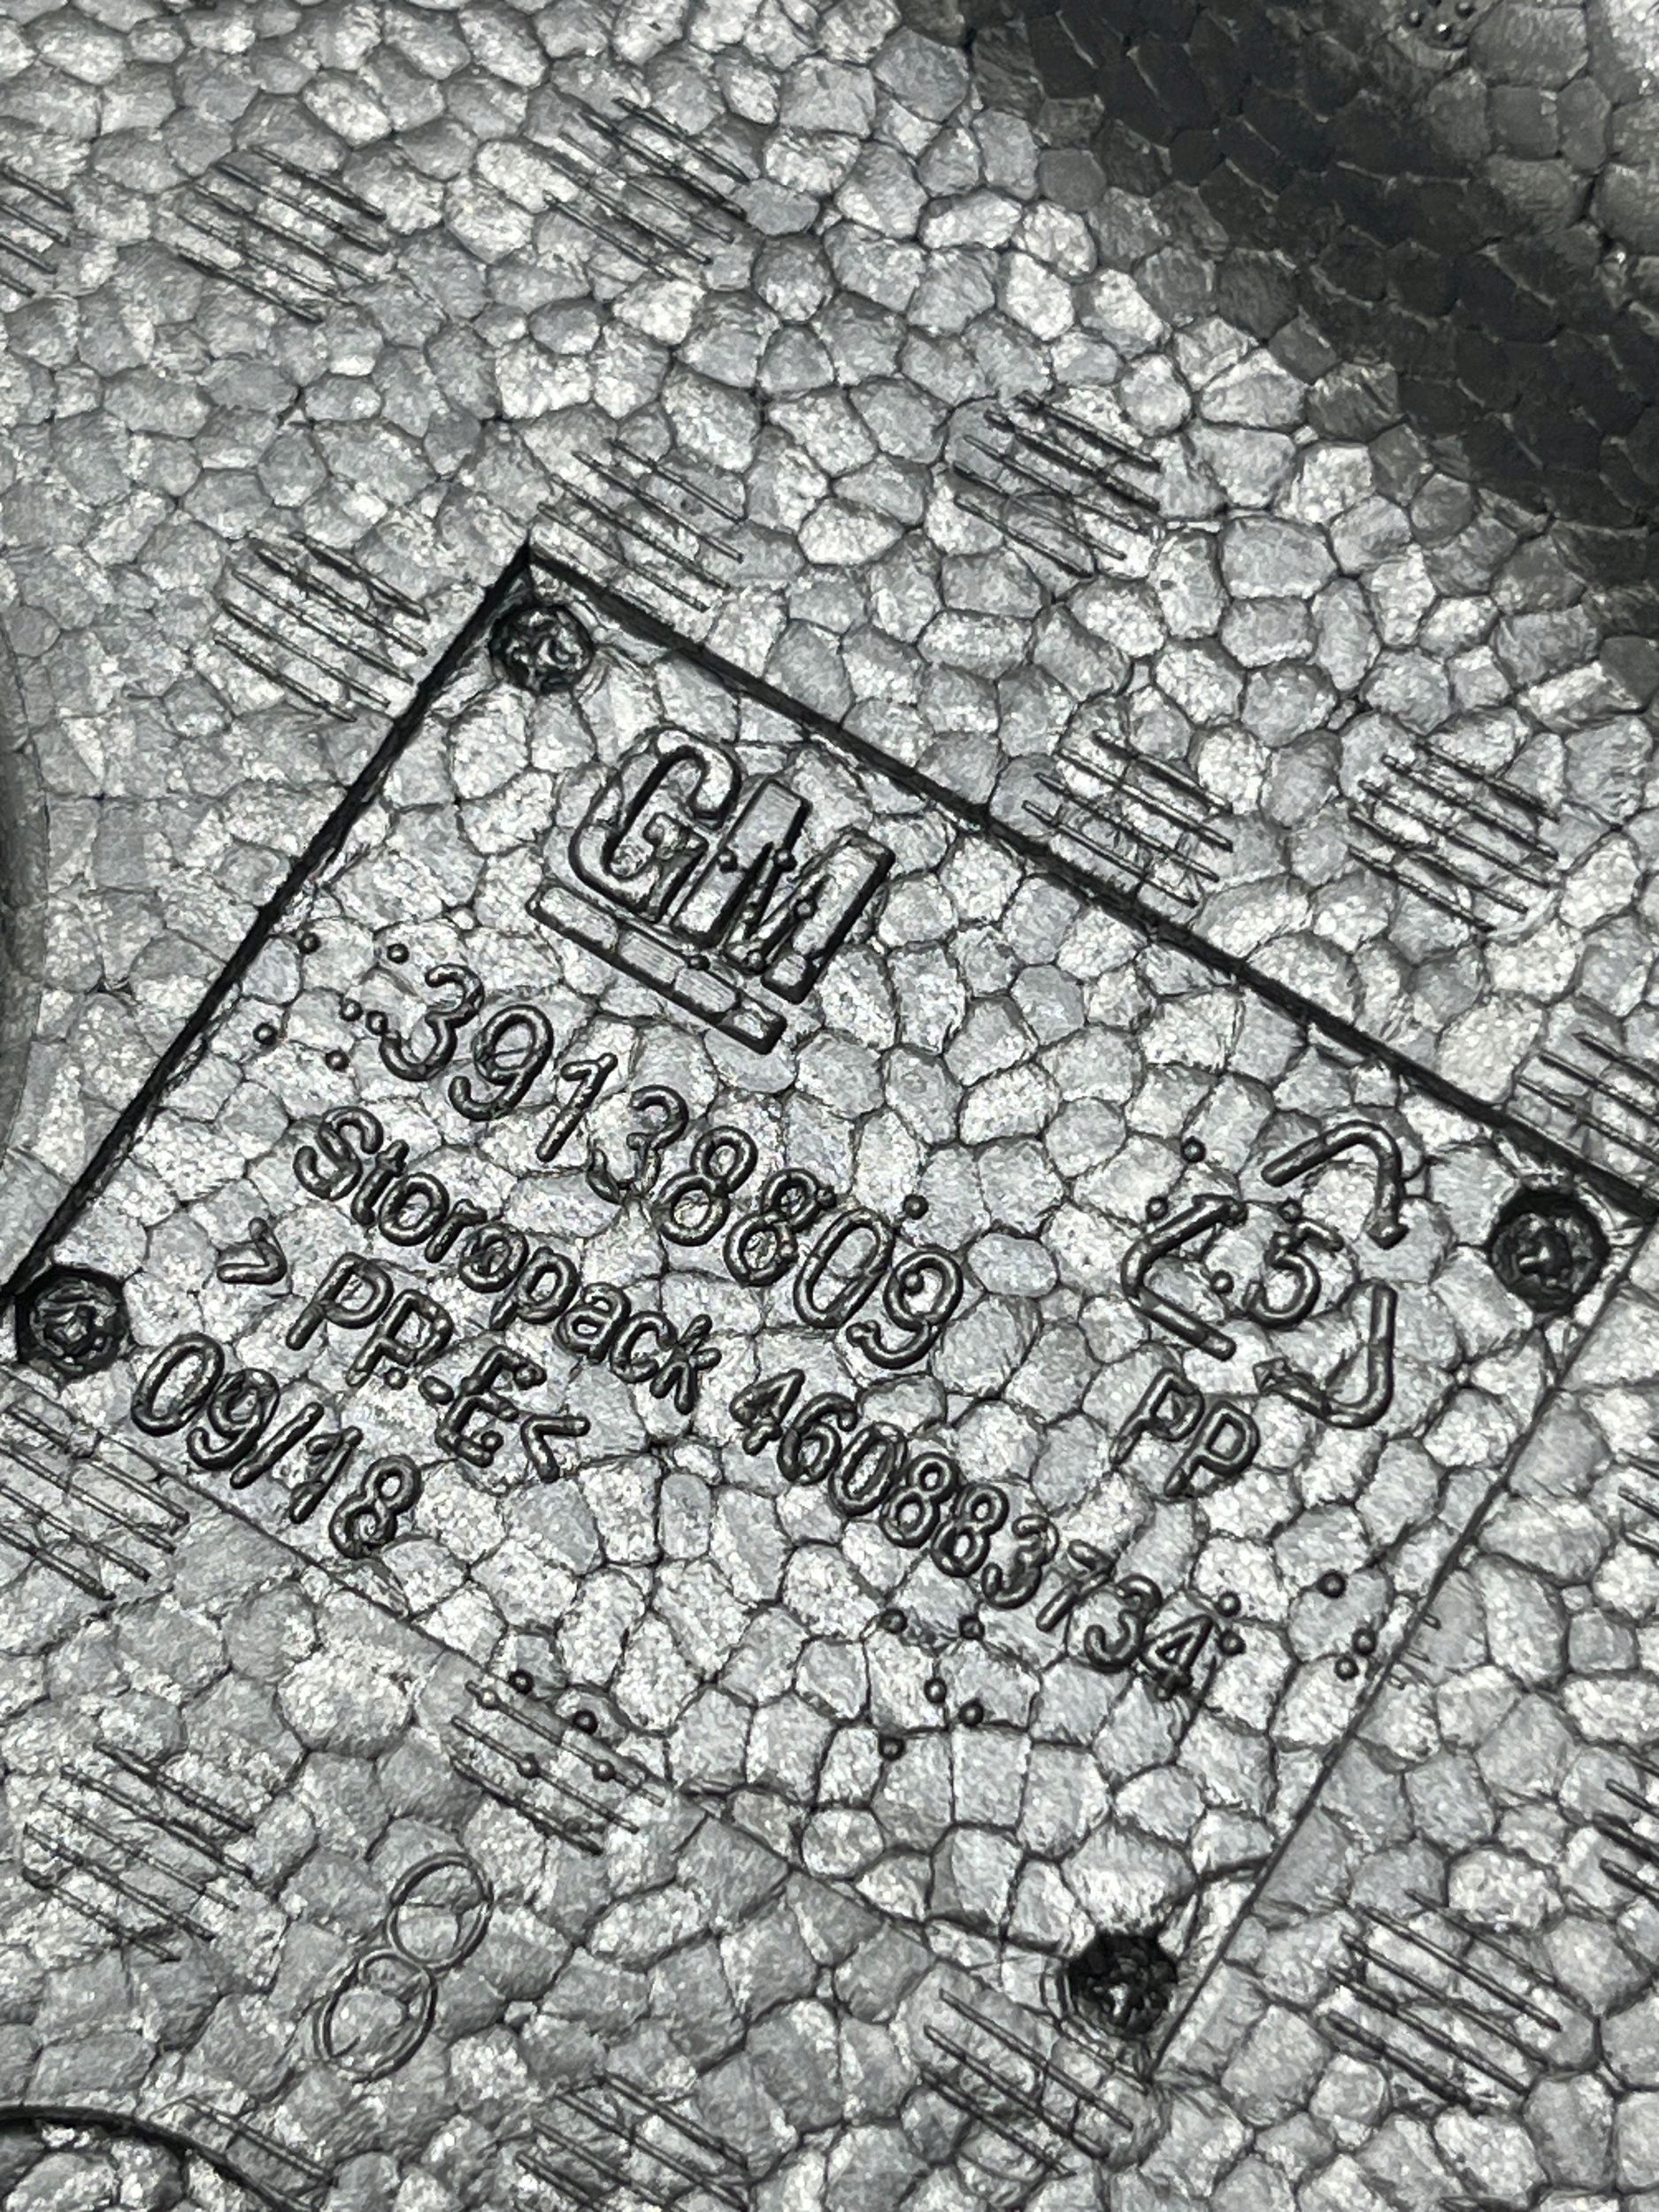 GM
39138809
Storopack 460883734
>PP-E<
09/18
5
PP